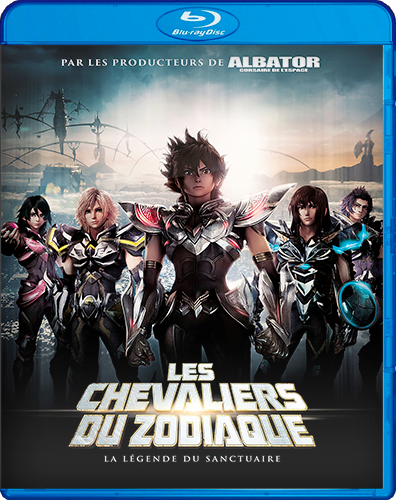 Blu-ray Disc
PAR LES PRODUCTEURS DE ALBATOR
CORSAIRE DE L'ESPACE
LES
CHEVALIERS
DU ZODIAQUE
LA LÉGENDE DU SANCTUAIRE